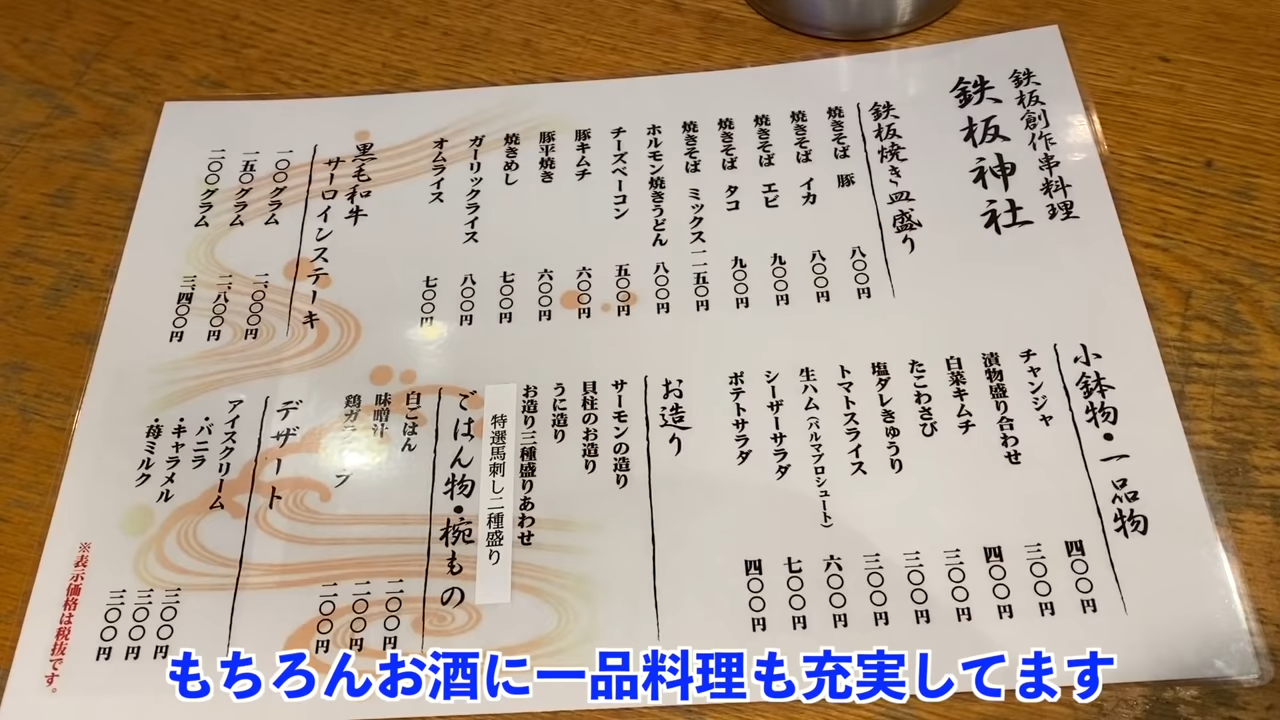 鉄板創作串料理
鉄板神社
鉄板焼き皿盛り
焼きそば 豚 八〇〇円
焼きそば イカ 八〇〇円
焼きそば エビ 九〇〇円
焼きそば タコ 九〇〇円
焼きそば ミックス 一一五〇円
ホルモン焼きうどん 八〇〇円
チーズベーコン 五〇〇円
豚キムチ 六〇〇円
豚平焼き 六〇〇円
焼きめし 七〇〇円
ガーリックライス 八〇〇円
オムライス 七〇〇円
黒毛和牛
サーロインステーキ
一〇〇グラム 二、〇〇〇円
一五〇グラム 二、八〇〇円
二〇〇グラム 三、四〇〇円
小鉢物・一品物
チャンジャ 四〇〇円
漬物盛り合わせ 三〇〇円
白菜キムチ 四〇〇円
たこわさび 三〇〇円
塩ダレきゅうり 三〇〇円
トマトスライス 三〇〇円
生ハム（パルマプロシュート） 六〇〇円
シーザーサラダ 七〇〇円
ポテトサラダ 四〇〇円
お造り
サーモンの造り
貝柱のお造り
うに造り
お造り三種盛りあわせ
特選馬刺し二種盛り
ごはん物・椀もの
白ごはん 二〇〇円
味噌汁 二〇〇円
鶏ガラ プ 二〇〇円
デザート
アイスクリーム
・バニラ 三〇〇円
・キャラメル 三〇〇円
・苺ミルク 三〇〇円
※表示価格は税抜です。
もちろんお酒に一品料理も充実してます